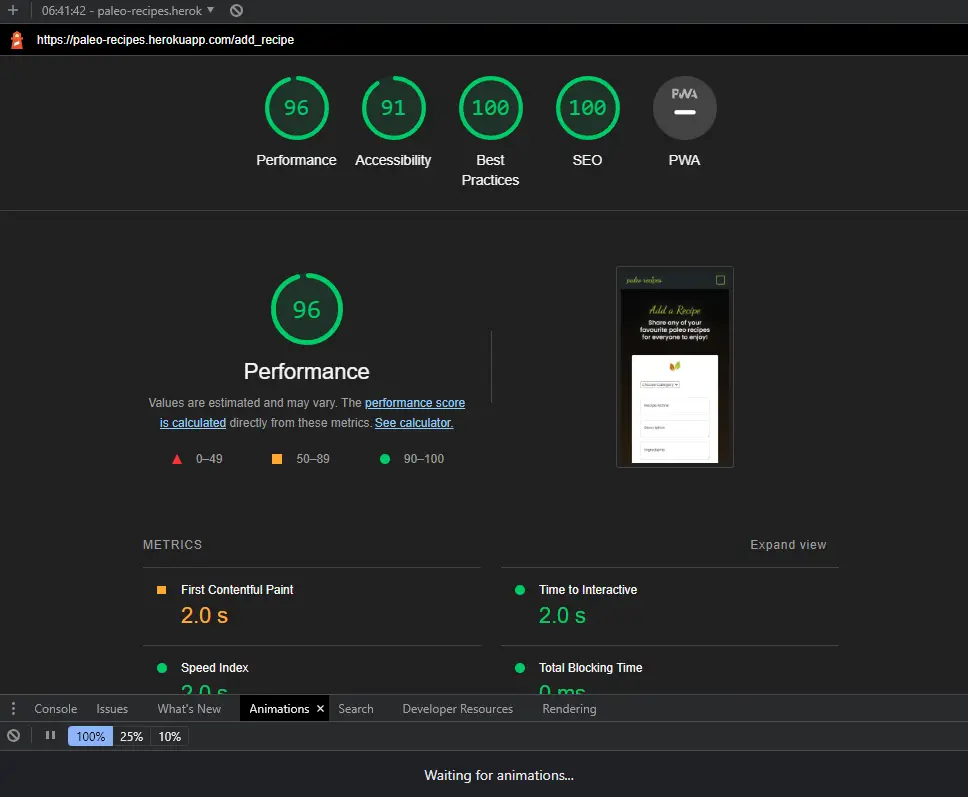 06:41:42 - paleo-recipes.herok
https://paleo-recipes.herokuapp.com/add_recipe
96 91 100 100 PWA
Performance Accessibility Best Practices SEO PWA
96
Performance
Values are estimated and may vary. The performance score
is calculated directly from these metrics. See calculator.
0–49 50–89 90–100
paleo recipes
Add a Recipe
Share any of your
favourite paleo recipes
for everyone to enjoy!
Choose Category
Recipe Name
Description
Ingredients
METRICS Expand view
First Contentful Paint Time to Interactive
2.0 s 2.0 s
Speed Index Total Blocking Time
2.0 s 0 ms
Console Issues What's New Animations × Search Developer Resources Rendering
100% 25% 10%
Waiting for animations...